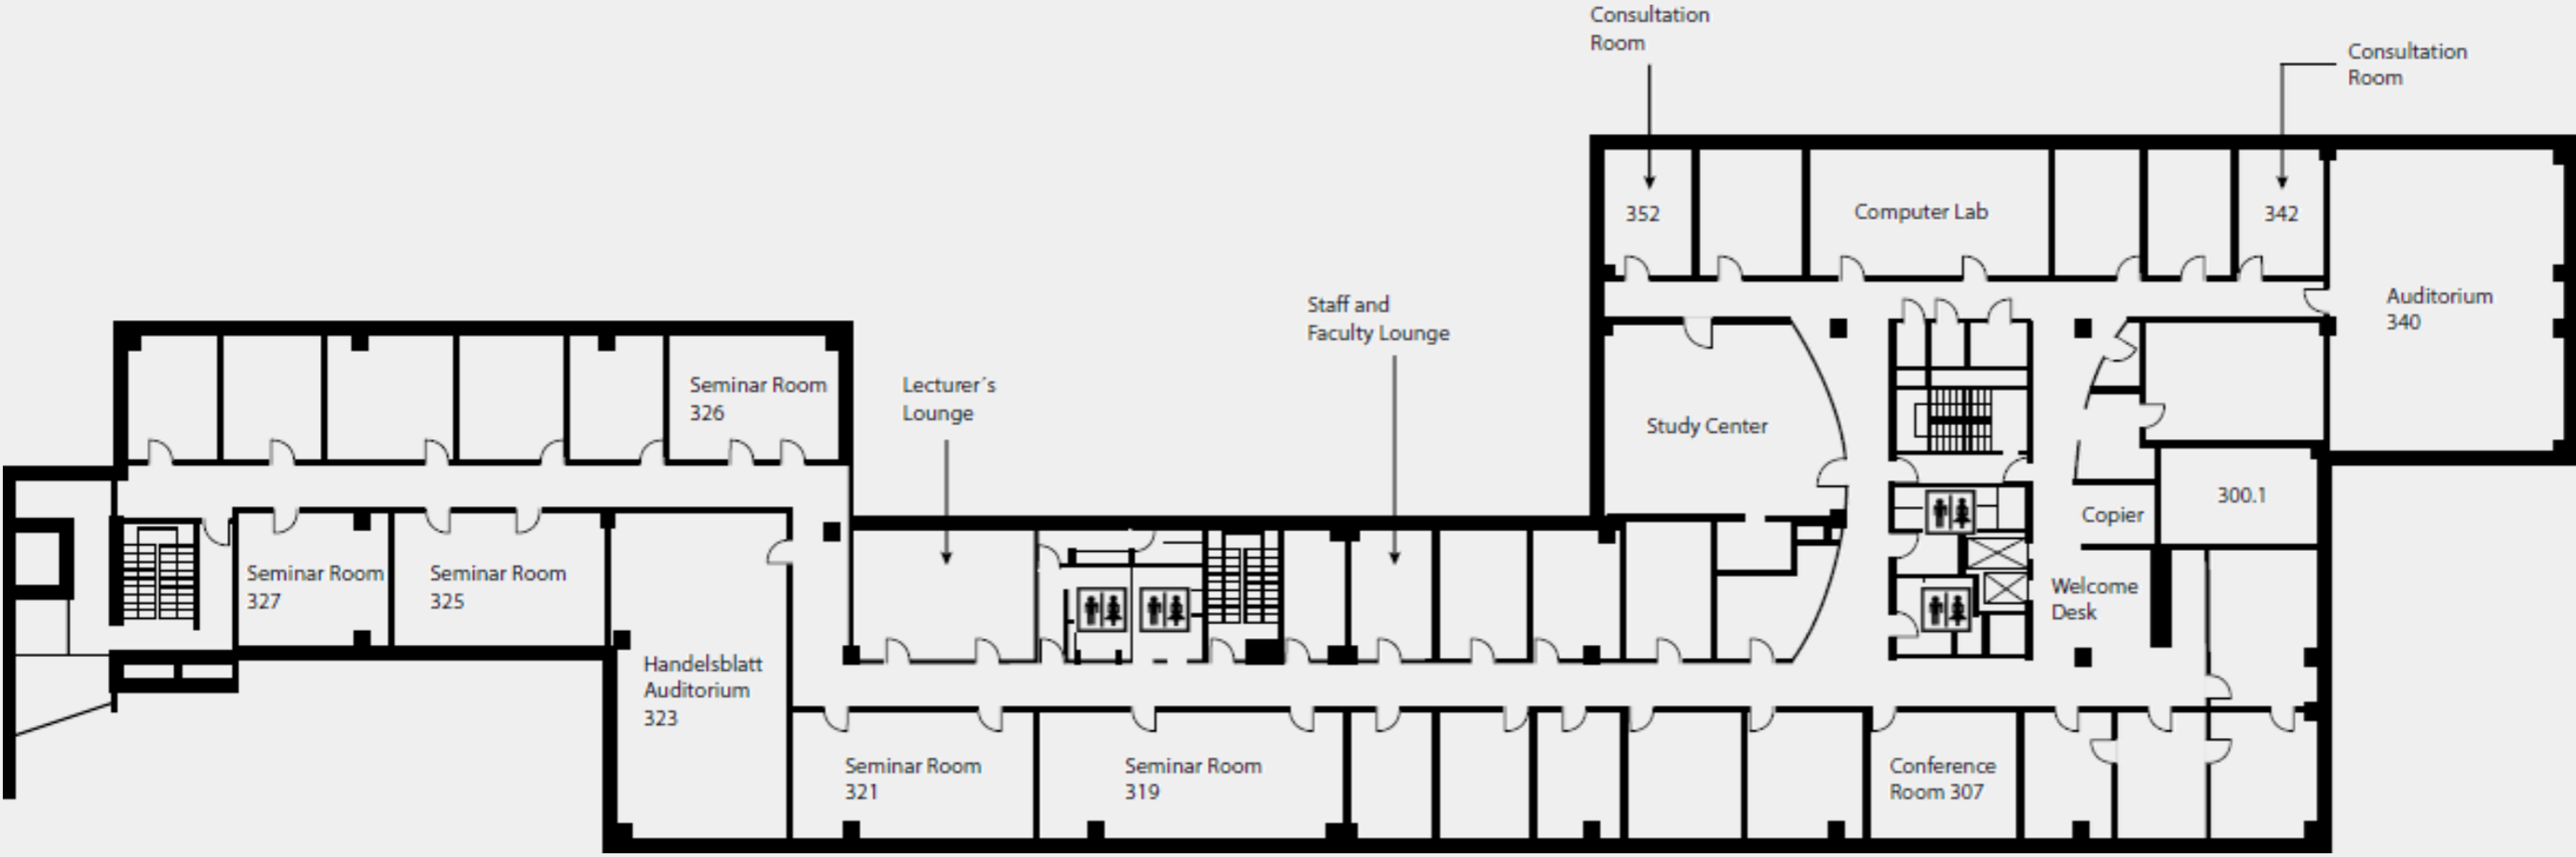 Consultation
Room
Consultation
Room
352
Computer Lab
342
Auditorium
340
Staff and
Faculty Lounge
Lecturer´s
Lounge
Seminar Room
326
Study Center
300.1
Copier
Welcome
Desk
Seminar Room
327
Seminar Room
325
Handelsblatt
Auditorium
323
Seminar Room
321
Seminar Room
319
Conference
Room 307